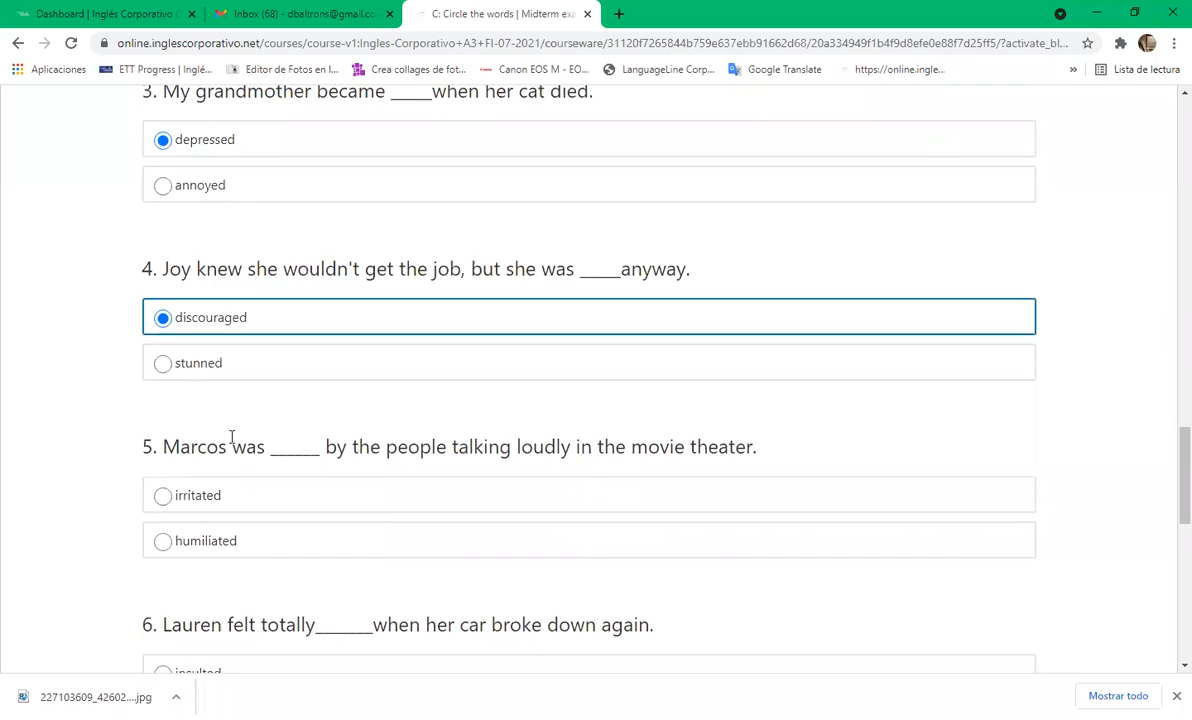 Dashboard | Inglés Corporativo
Inbox (68) - dbaltrons@gmail.co
C: Circle the words | Midterm exa
online.inglescorporativo.net/courses/course-v1:Ingles-Corporativo+A3+FI-07-2021/courseware/31120f7265844b759e637ebb91662d68/20a334949f1b4f9d8efe0e88f7d25ff5/?activate_bl...
Aplicaciones
ETT Progress | Inglé...
Editor de Fotos en l...
Crea collages de fot...
Canon EOS M - EO...
LanguageLine Corp...
Google Translate
https://online.ingle...
»
Lista de lectura
3. My grandmother became _____when her cat died.
depressed
annoyed
4. Joy knew she wouldn't get the job, but she was _____anyway.
discouraged
stunned
5. Marcos was ______ by the people talking loudly in the movie theater.
irritated
humiliated
6. Lauren felt totally_______when her car broke down again.
insulted
227103609_42602....jpg
Mostrar todo